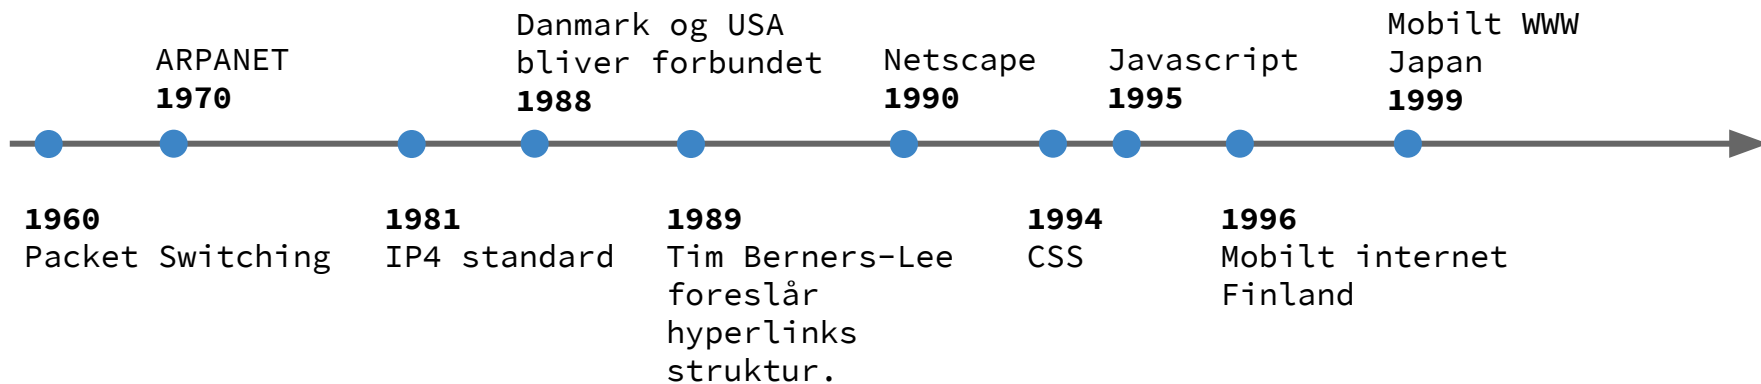 ARPANET
1970
Danmark og USA
bliver forbundet
1988
Netscape
1990
Javascript
1995
Mobilt WWW
Japan
1999
1960
Packet Switching
1981
IP4 standard
1989
Tim Berners-Lee
foreslår
hyperlinks
struktur.
1994
CSS
1996
Mobilt internet
Finland